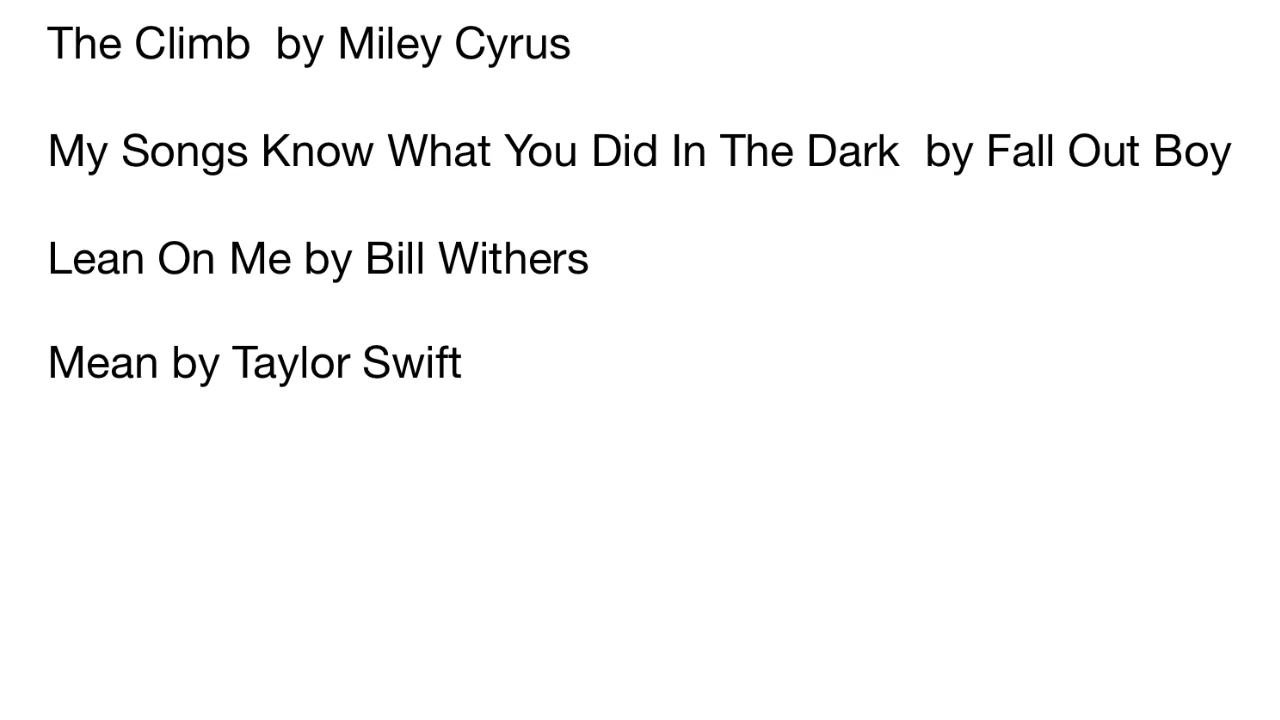 The Climb  by Miley Cyrus
My Songs Know What You Did In The Dark  by Fall Out Boy
Lean On Me by Bill Withers
Mean by Taylor Swift